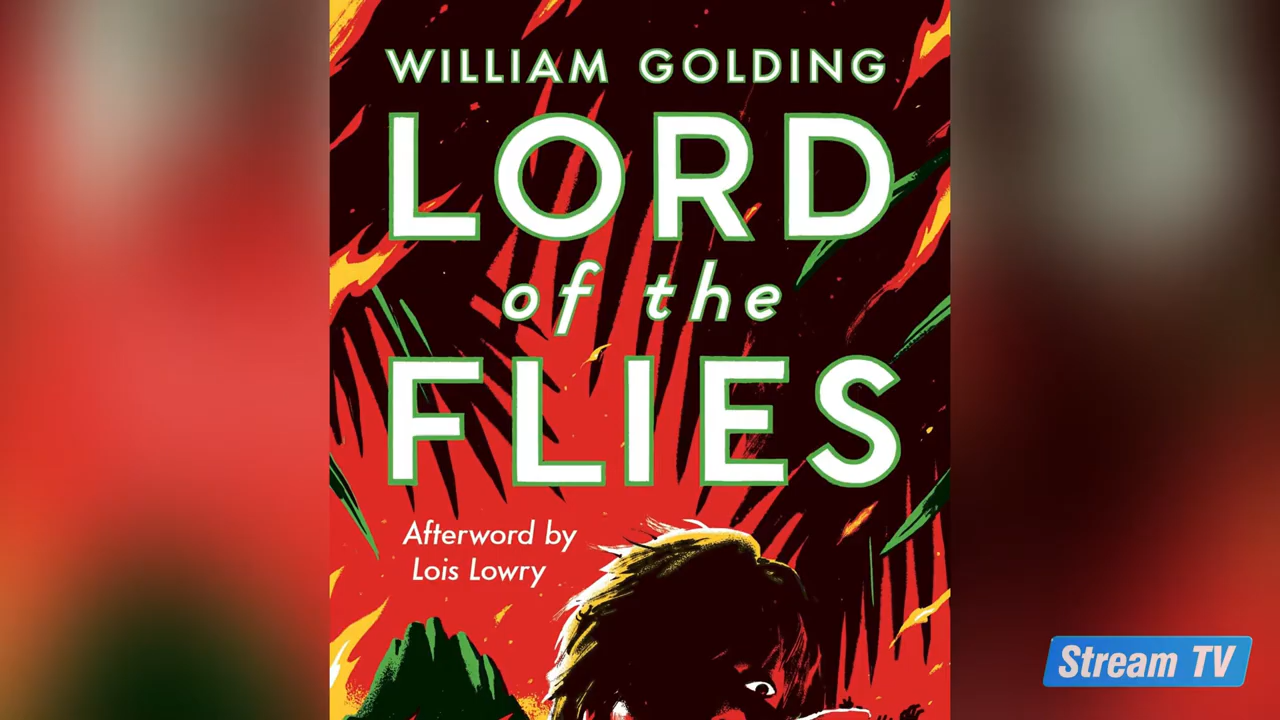 WILLIAM GOLDING
LORD
of the
FLIES
Afterword by
Lois Lowry
Stream TV